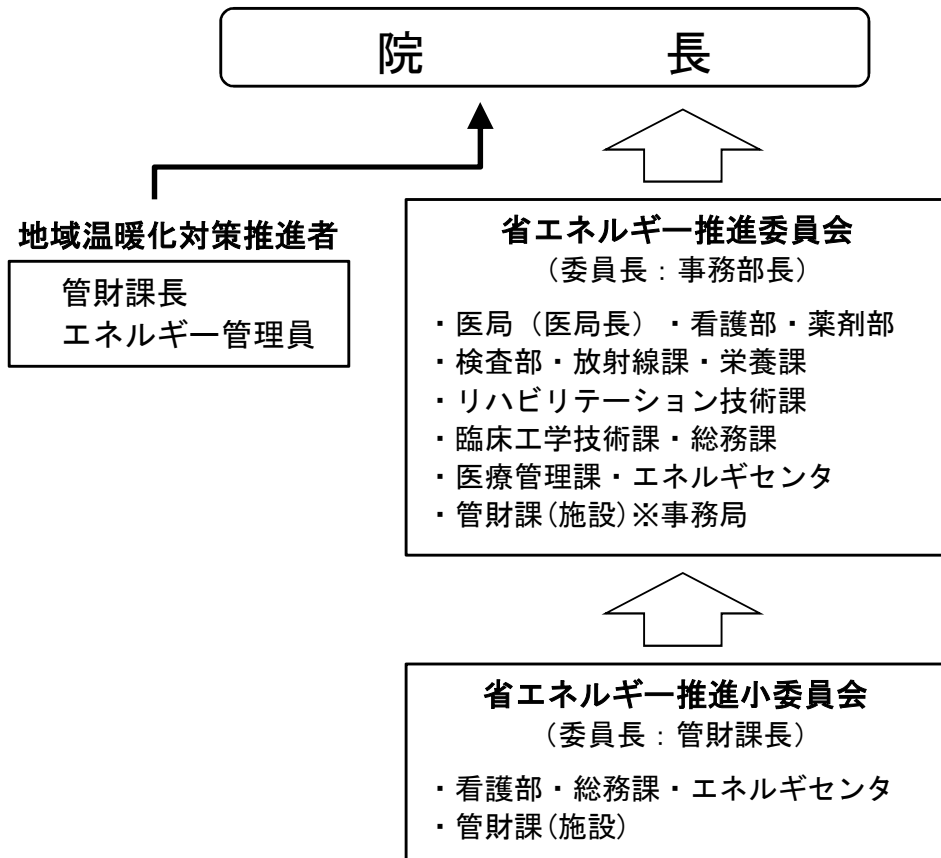 院　長
地域温暖化対策推進者
管財課長
エネルギー管理員
省エネルギー推進委員会
（委員長：事務部長）
・医局（医局長）・看護部・薬剤部
・検査部・放射線課・栄養課
・リハビリテーション技術課
・臨床工学技術課・総務課
・医療管理課・エネルギセンタ
・管財課(施設)※事務局
省エネルギー推進小委員会
（委員長：管財課長）
・看護部・総務課・エネルギセンタ
・管財課(施設)